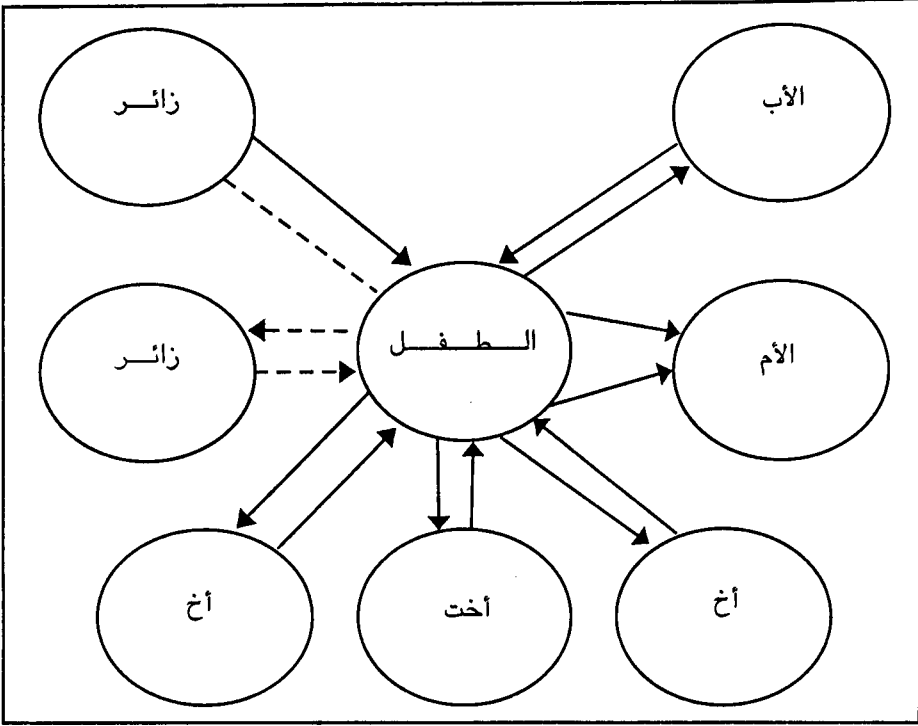 الأب
زائر
الطفل
الأم
زائر
أخ
أخت
أخ